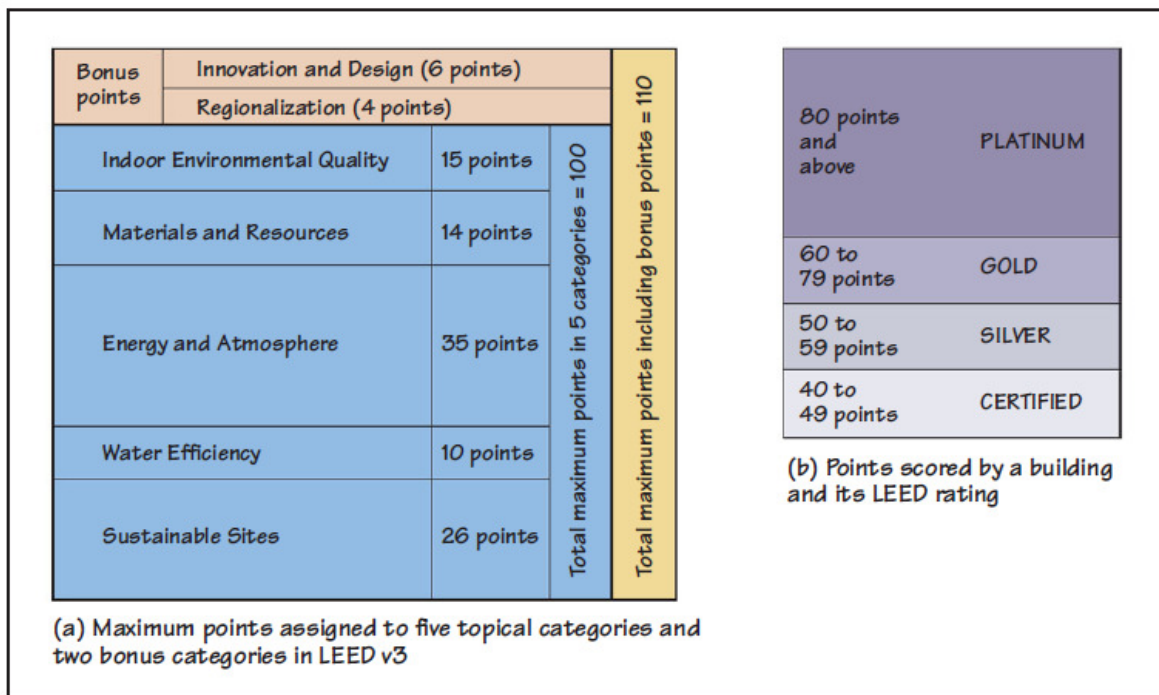 Bonus
points
Innovation and Design (6 points)
Regionalization (4 points)
Indoor Environmental Quality
15 points
Materials and Resources
14 points
Energy and Atmosphere
35 points
Water Efficiency
10 points
Sustainable Sites
26 points
Total maximum points in 5 categories = 100
Total maximum points including bonus points = 110
(a) Maximum points assigned to five topical categories and
two bonus categories in LEED v3
80 points
and
above
PLATINUM
60 to
79 points
GOLD
50 to
59 points
SILVER
40 to
49 points
CERTIFIED
(b) Points scored by a building
and its LEED rating